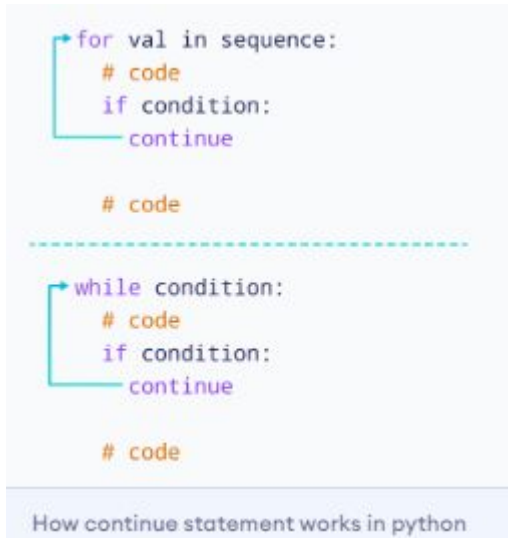 for val in sequence:
# code
if condition:
continue
# code
while condition:
# code
if condition:
continue
# code
How continue statement works in python